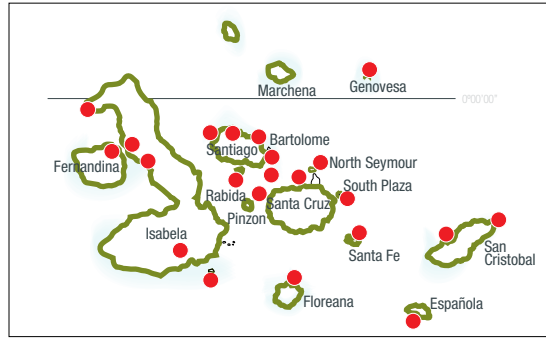 Marchena
Genovesa
0°00'00"
Bartolome
Santiago
Fernandina
North Seymour
South Plaza
Rabida
Santa Cruz
Pinzon
Isabela
Santa Fe
San
Cristobal
Floreana
Española